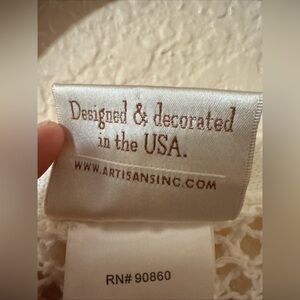 Designed & decorated
in the USA.
WWW.ARTISANSINC.COM
RN# 90860